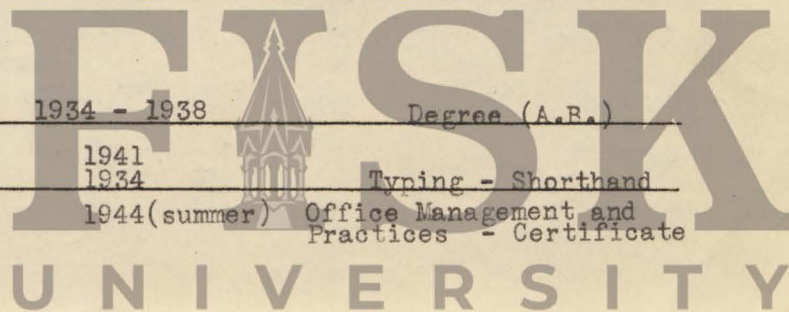 FISK
1934 - 1938 Degree (A.B.)
1941
1934 Typing - Shorthand
1944(summer) Office Management and
Practices - Certificate
UNIVERSITY